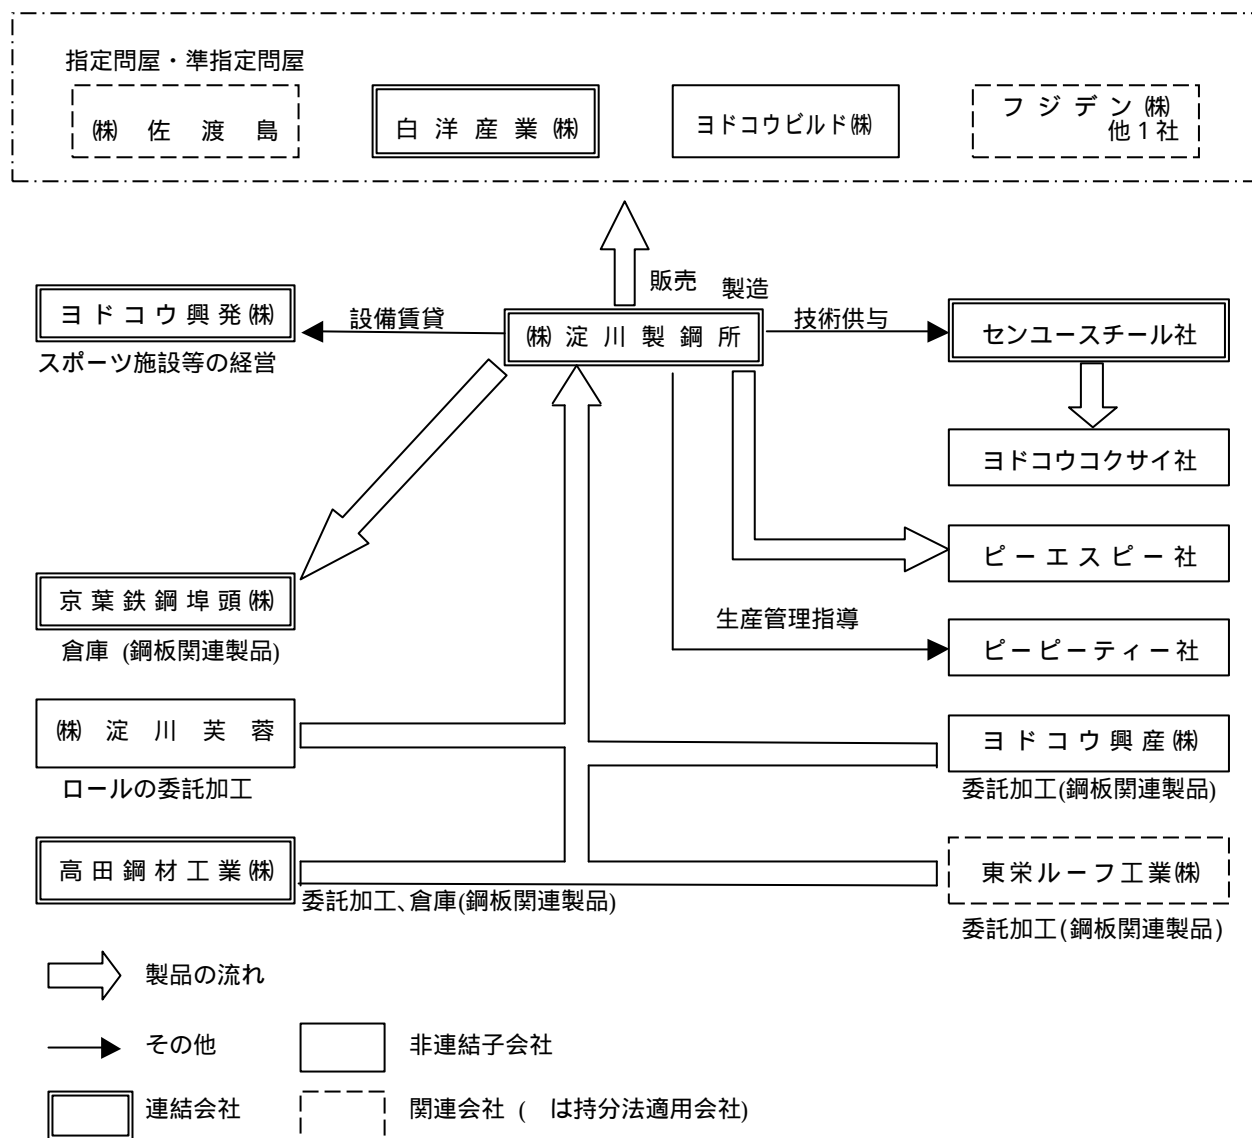 指定問屋・準指定問屋
㈱佐渡島
白洋産業㈱
ヨドコウビルド㈱
フジデン㈱
他1社
販売
製造
ヨドコウ興発㈱
設備賃貸
㈱淀川製鋼所
技術供与
センユースチール社
スポーツ施設等の経営
ヨドコウコクサイ社
ピーエスピー社
京葉鉄鋼埠頭㈱
倉庫 (鋼板関連製品)
生産管理指導
ピーピーティー社
㈱淀川芙蓉
ロールの委託加工
ヨドコウ興産㈱
委託加工(鋼板関連製品)
高田鋼材工業㈱
委託加工、倉庫(鋼板関連製品)
東栄ルーフ工業㈱
委託加工(鋼板関連製品)
製品の流れ
その他
非連結子会社
連結会社
関連会社 ( は持分法適用会社)